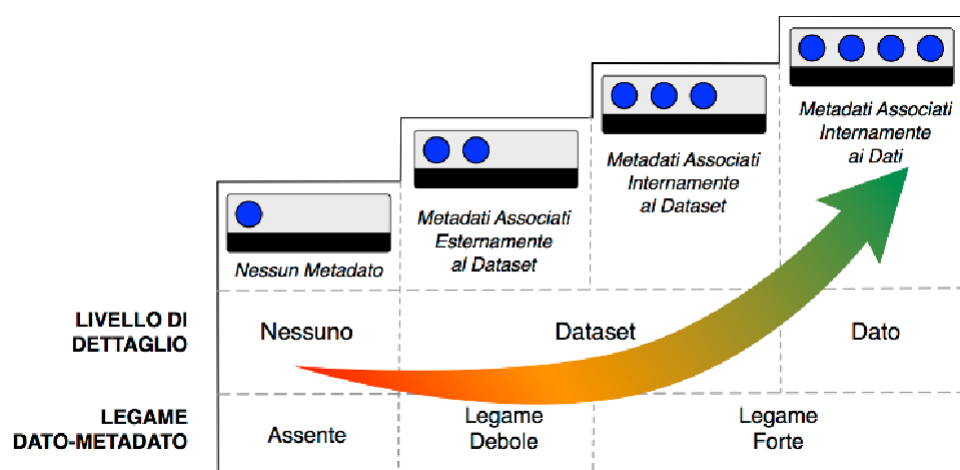 Metadati Associati
Internamente
ai Dati
Metadati Associati
Internamente
al Dataset
Metadati Associati
Esternamente
al Dataset
Nessun Metadato
LIVELLO DI
DETTAGLIO
Nessuno
Dataset
Dato
LEGAME
DATO-METADATO
Assente
Legame
Debole
Legame
Forte